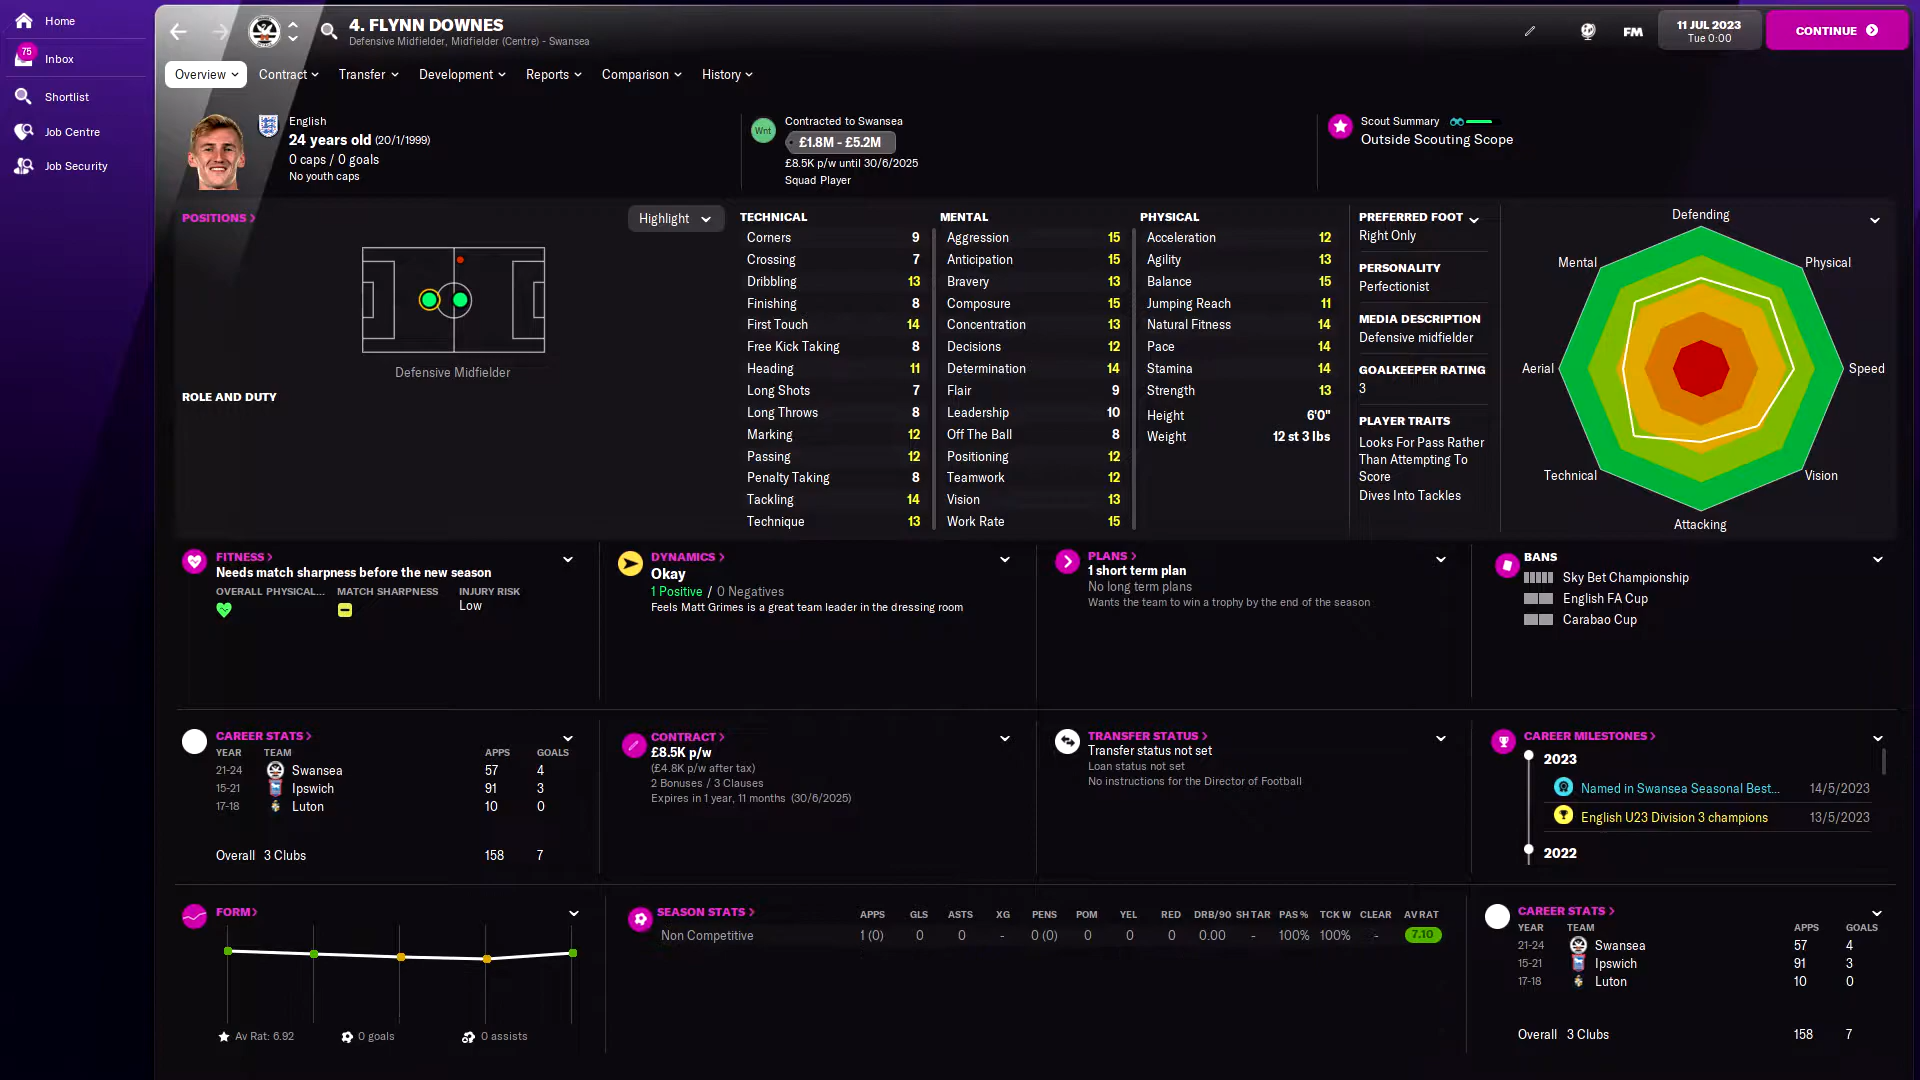 Home
75
Inbox
Shortlist
Job Centre
Job Security
4. FLYNN DOWNES
Defensive Midfielder, Midfielder (Centre) - Swansea
FM
11 JUL 2023
Tue 0:00
CONTINUE
Overview
Contract
Transfer
Development
Reports
Comparison
History
English
24 years old (20/1/1999)
0 caps / 0 goals
No youth caps
Wnt
Contracted to Swansea
£1.8M - £5.2M
£8.5K p/w until 30/6/2025
Squad Player
Scout Summary
Outside Scouting Scope
POSITIONS
Highlight
Defensive Midfielder
ROLE AND DUTY
TECHNICAL
Corners 9
Crossing 7
Dribbling 13
Finishing 8
First Touch 14
Free Kick Taking 8
Heading 11
Long Shots 7
Long Throws 8
Marking 12
Passing 12
Penalty Taking 8
Tackling 14
Technique 13
MENTAL
Aggression 15
Anticipation 15
Bravery 13
Composure 15
Concentration 13
Decisions 12
Determination 14
Flair 9
Leadership 10
Off The Ball 8
Positioning 12
Teamwork 12
Vision 13
Work Rate 15
PHYSICAL
Acceleration 12
Agility 13
Balance 15
Jumping Reach 11
Natural Fitness 14
Pace 14
Stamina 14
Strength 13
Height 6'0"
Weight 12 st 3 lbs
PREFERRED FOOT
Right Only
PERSONALITY
Perfectionist
MEDIA DESCRIPTION
Defensive midfielder
GOALKEEPER RATING
3
PLAYER TRAITS
Looks For Pass Rather
Than Attempting To
Score
Dives Into Tackles
Defending
Mental
Physical
Aerial
Speed
Technical
Vision
Attacking
FITNESS
Needs match sharpness before the new season
OVERALL PHYSICAL... MATCH SHARPNESS INJURY RISK
Low
DYNAMICS
Okay
1 Positive / 0 Negatives
Feels Matt Grimes is a great team leader in the dressing room
PLANS
1 short term plan
No long term plans
Wants the team to win a trophy by the end of the season
BANS
Sky Bet Championship
English FA Cup
Carabao Cup
CAREER STATS
YEAR TEAM APPS GOALS
21-24 Swansea 57 4
15-21 Ipswich 91 3
17-18 Luton 10 0
Overall 3 Clubs 158 7
CONTRACT
£8.5K p/w
(£4.8K p/w after tax)
2 Bonuses / 3 Clauses
Expires in 1 year, 11 months (30/6/2025)
TRANSFER STATUS
Transfer status not set
Loan status not set
No instructions for the Director of Football
CAREER MILESTONES
2023
Named in Swansea Seasonal Best... 14/5/2023
English U23 Division 3 champions 13/5/2023
2022
FORM
Av Rat: 6.92 0 goals 0 assists
SEASON STATS APPS GLS ASTS XG PENS POM YEL RED DRB/90 SH TAR PAS % TCK W CLEAR AV RAT
Non Competitive 1 (0) 0 0 - 0 (0) 0 0 0 0.00 - 100% 100% - 7.10
CAREER STATS
YEAR TEAM APPS GOALS
21-24 Swansea 57 4
15-21 Ipswich 91 3
17-18 Luton 10 0
Overall 3 Clubs 158 7